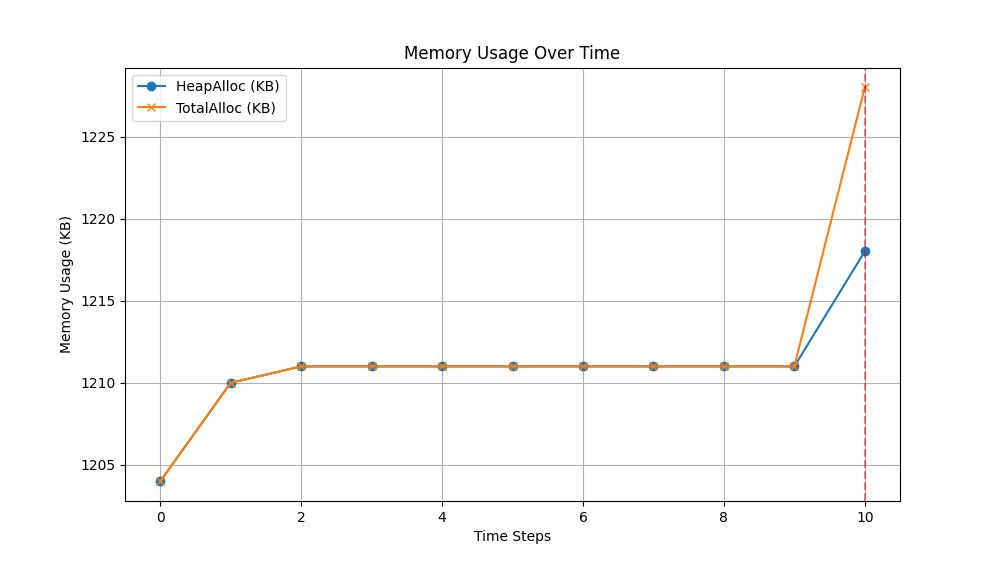 Memory Usage Over Time
HeapAlloc (KB)
TotalAlloc (KB)
Memory Usage (KB)
1225
1220
1215
1210
1205
0 2 4 6 8 10
Time Steps